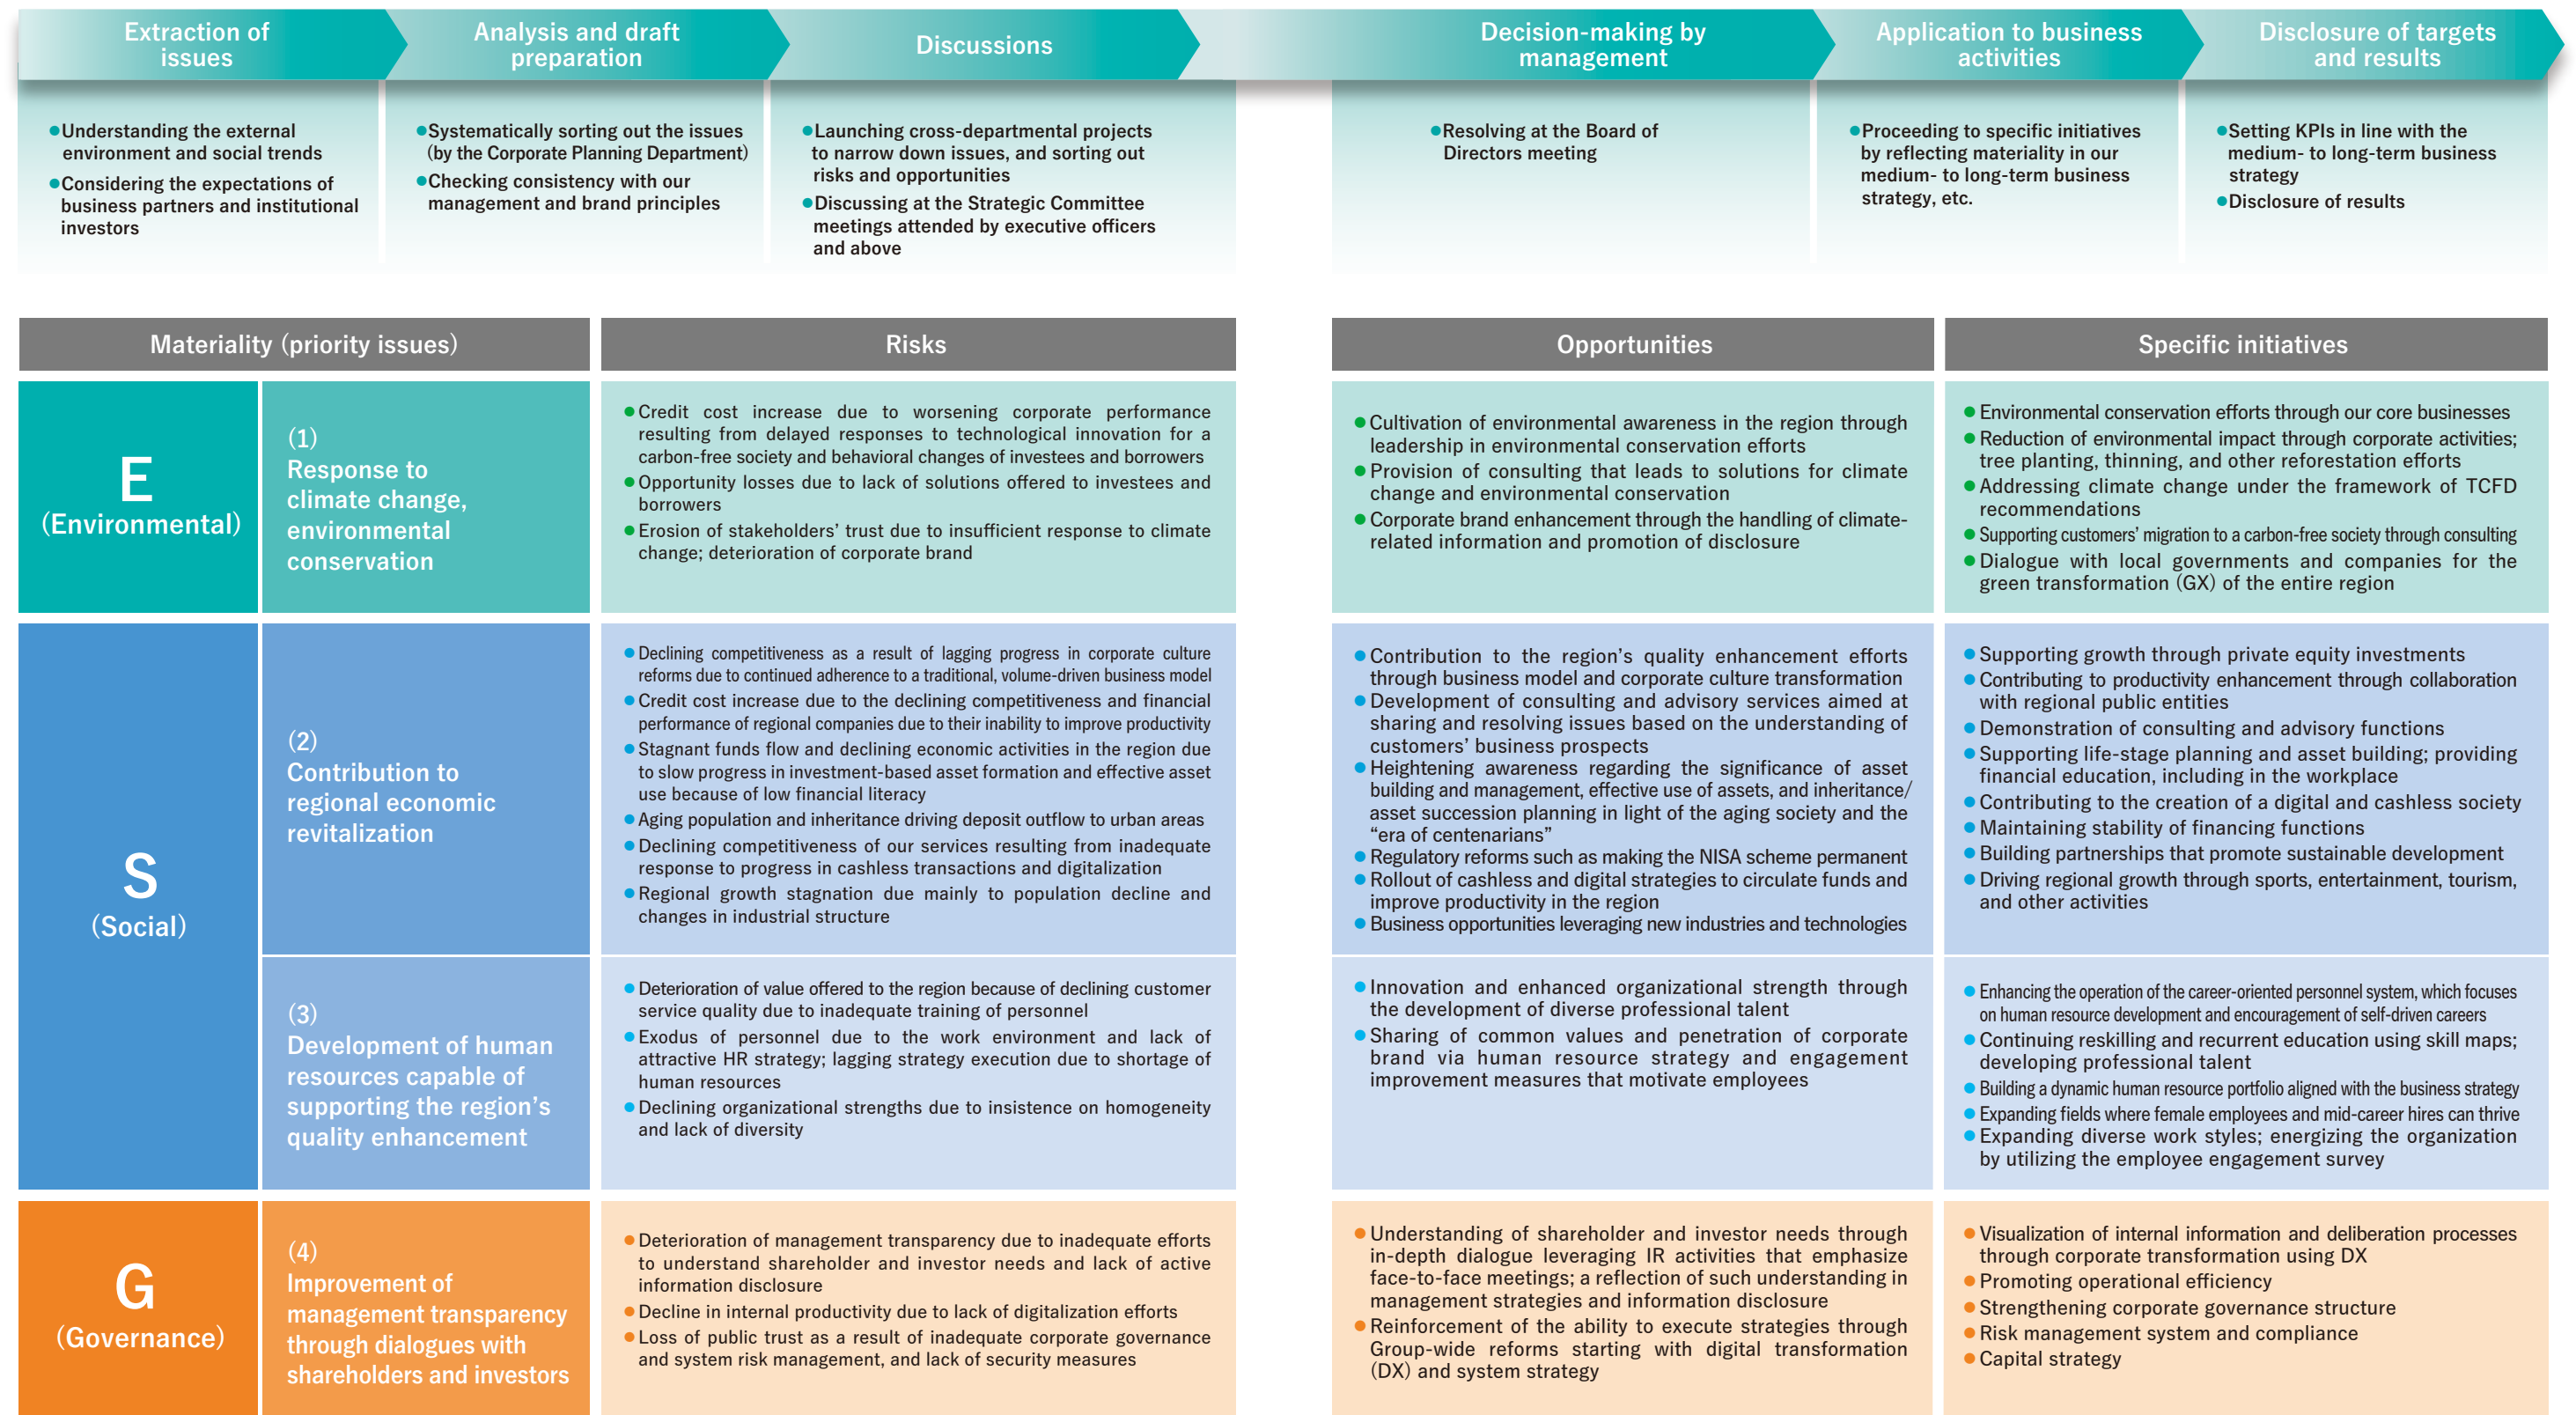 Extraction of
issues
Analysis and draft
preparation
Discussions
Decision-making by
management
Application to business
activities
Disclosure of targets
and results
●Understanding the external
environment and social trends
●Considering the expectations of
business partners and institutional
investors
●Systematically sorting out the issues
(by the Corporate Planning Department)
●Checking consistency with our
management and brand principles
●Launching cross-departmental projects
to narrow down issues, and sorting out
risks and opportunities
●Discussing at the Strategic Committee
meetings attended by executive officers
and above
●Resolving at the Board of
Directors meeting
●Proceeding to specific initiatives
by reflecting materiality in our
medium- to long-term business
strategy, etc.
●Setting KPIs in line with the
medium- to long-term business
strategy
●Disclosure of results
Materiality (priority issues)
Risks
Opportunities
Specific initiatives
E
(Environmental)
(1)
Response to
climate change,
environmental
conservation
●Credit cost increase due to worsening corporate performance
resulting from delayed responses to technological innovation for a
carbon-free society and behavioral changes of investees and borrowers
●Opportunity losses due to lack of solutions offered to investees and
borrowers
●Erosion of stakeholders' trust due to insufficient response to climate
change; deterioration of corporate brand
●Cultivation of environmental awareness in the region through
leadership in environmental conservation efforts
●Provision of consulting that leads to solutions for climate
change and environmental conservation
●Corporate brand enhancement through the handling of climate-
related information and promotion of disclosure
●Environmental conservation efforts through our core businesses
●Reduction of environmental impact through corporate activities;
tree planting, thinning, and other reforestation efforts
●Addressing climate change under the framework of TCFD
recommendations
●Supporting customers' migration to a carbon-free society through consulting
●Dialogue with local governments and companies for the
green transformation (GX) of the entire region
S
(Social)
(2)
Contribution to
regional economic
revitalization
●Declining competitiveness as a result of lagging progress in corporate culture
reforms due to continued adherence to a traditional, volume-driven business model
●Credit cost increase due to the declining competitiveness and financial
performance of regional companies due to their inability to improve productivity
●Stagnant funds flow and declining economic activities in the region due
to slow progress in investment-based asset formation and effective asset
use because of low financial literacy
●Aging population and inheritance driving deposit outflow to urban areas
●Declining competitiveness of our services resulting from inadequate
response to progress in cashless transactions and digitalization
●Regional growth stagnation due mainly to population decline and
changes in industrial structure
●Contribution to the region's quality enhancement efforts
through business model and corporate culture transformation
●Development of consulting and advisory services aimed at
sharing and resolving issues based on the understanding of
customers' business prospects
●Heightening awareness regarding the significance of asset
building and management, effective use of assets, and inheritance/
asset succession planning in light of the aging society and the
“era of centenarians”
●Regulatory reforms such as making the NISA scheme permanent
●Rollout of cashless and digital strategies to circulate funds and
improve productivity in the region
●Business opportunities leveraging new industries and technologies
●Supporting growth through private equity investments
●Contributing to productivity enhancement through collaboration
with regional public entities
●Demonstration of consulting and advisory functions
●Supporting life-stage planning and asset building; providing
financial education, including in the workplace
●Contributing to the creation of a digital and cashless society
●Maintaining stability of financing functions
●Building partnerships that promote sustainable development
●Driving regional growth through sports, entertainment, tourism,
and other activities
(3)
Development of human
resources capable of
supporting the region's
quality enhancement
●Deterioration of value offered to the region because of declining customer
service quality due to inadequate training of personnel
●Exodus of personnel due to the work environment and lack of
attractive HR strategy; lagging strategy execution due to shortage of
human resources
●Declining organizational strengths due to insistence on homogeneity
and lack of diversity
●Innovation and enhanced organizational strength through
the development of diverse professional talent
●Sharing of common values and penetration of corporate
brand via human resource strategy and engagement
improvement measures that motivate employees
●Enhancing the operation of the career-oriented personnel system, which focuses
on human resource development and encouragement of self-driven careers
●Continuing reskilling and recurrent education using skill maps;
developing professional talent
●Building a dynamic human resource portfolio aligned with the business strategy
●Expanding fields where female employees and mid-career hires can thrive
●Expanding diverse work styles; energizing the organization
by utilizing the employee engagement survey
G
(Governance)
(4)
Improvement of
management transparency
through dialogues with
shareholders and investors
●Deterioration of management transparency due to inadequate efforts
to understand shareholder and investor needs and lack of active
information disclosure
●Decline in internal productivity due to lack of digitalization efforts
●Loss of public trust as a result of inadequate corporate governance
and system risk management, and lack of security measures
●Understanding of shareholder and investor needs through
in-depth dialogue leveraging IR activities that emphasize
face-to-face meetings; a reflection of such understanding in
management strategies and information disclosure
●Reinforcement of the ability to execute strategies through
Group-wide reforms starting with digital transformation
(DX) and system strategy
●Visualization of internal information and deliberation processes
through corporate transformation using DX
●Promoting operational efficiency
●Strengthening corporate governance structure
●Risk management system and compliance
●Capital strategy